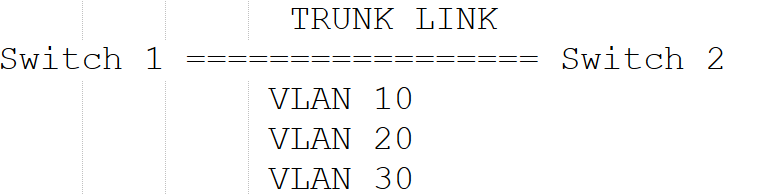 TRUNK LINK
Switch 1 ================= Switch 2
VLAN 10
VLAN 20
VLAN 30